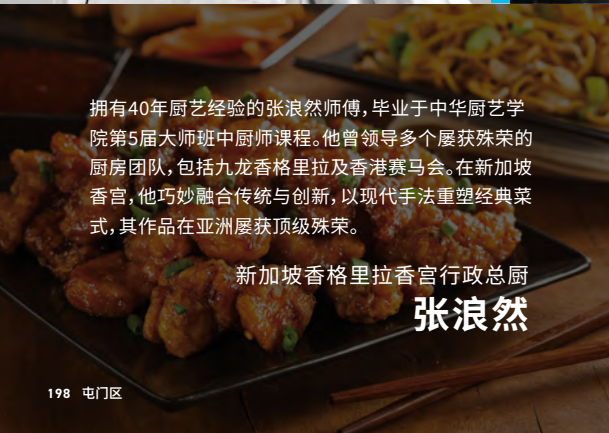 拥有40年厨艺经验的张浪然师傅，毕业于中华厨艺学
院第5届大师班中厨师课程。他曾领导多个屡获殊荣的
厨房团队，包括九龙香格里拉及香港赛马会。在新加坡
香宫，他巧妙融合传统与创新，以现代手法重塑经典菜
式，其作品在亚洲屡获顶级殊荣。
新加坡香格里拉香宫行政总厨
张浪然
198 屯门区